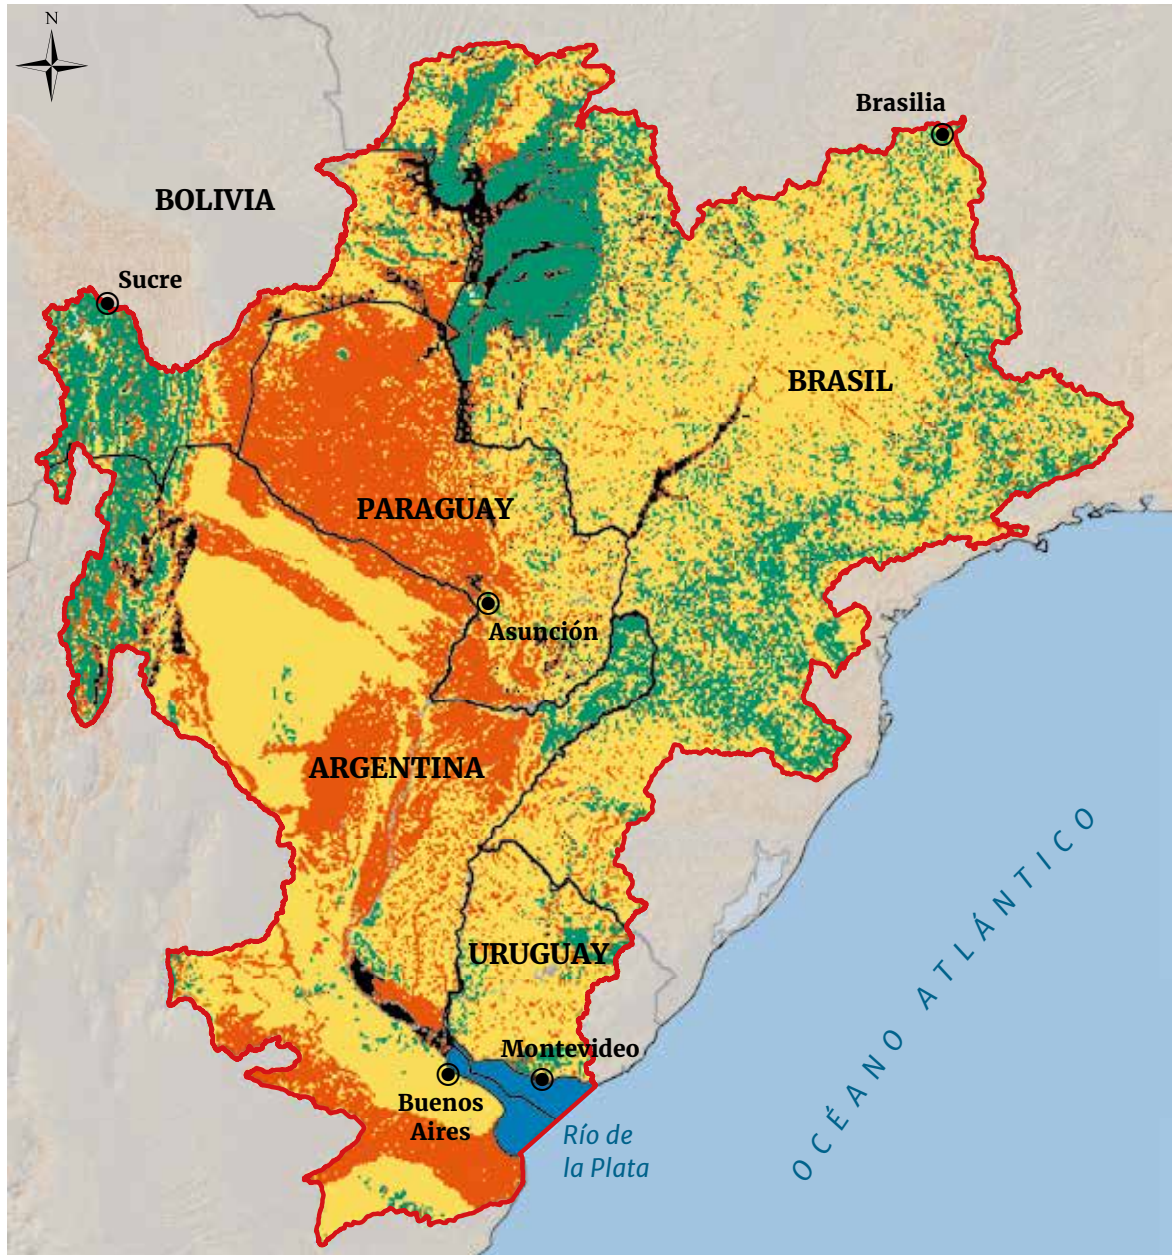 N
Brasilia
BOLIVIA
Sucre
BRASIL
PARAGUAY
Asunción
ARGENTINA
URUGUAY
Montevideo
Buenos
Aires
Río de
la Plata
OCÉANO ATLÁNTICO